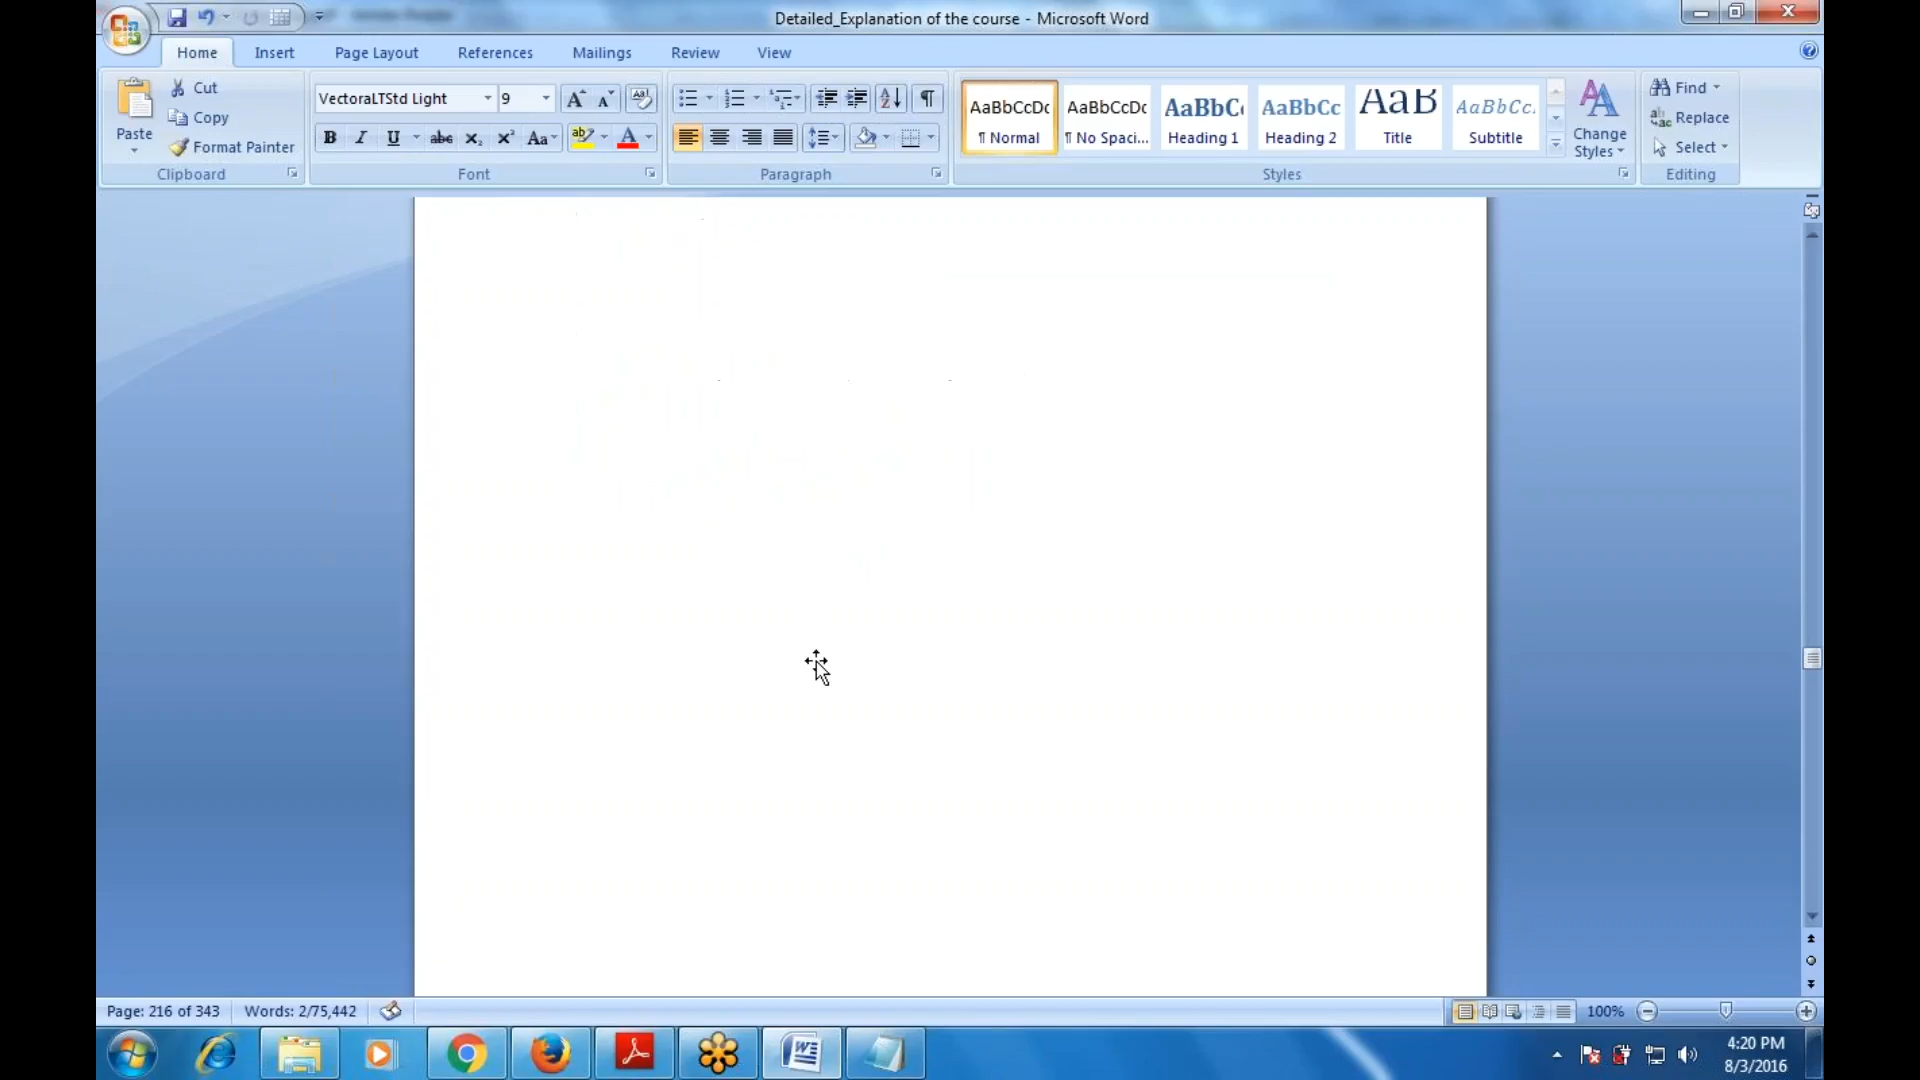 Detailed_Explanation of the course - Microsoft Word
Home Insert Page Layout References Mailings Review View
Paste
Cut
Copy
Format Painter
Clipboard
VectoraLTStd Light 9
Font
Paragraph
AaBbCcDc AaBbCcDc AaBbC AaBbCc AaB AaBbCc.
¶ Normal ¶ No Spaci... Heading 1 Heading 2 Title Subtitle
Change Styles
Styles
Find
Replace
Select
Editing
Page: 216 of 343 Words: 2/75,442 100%
4:20 PM
8/3/2016